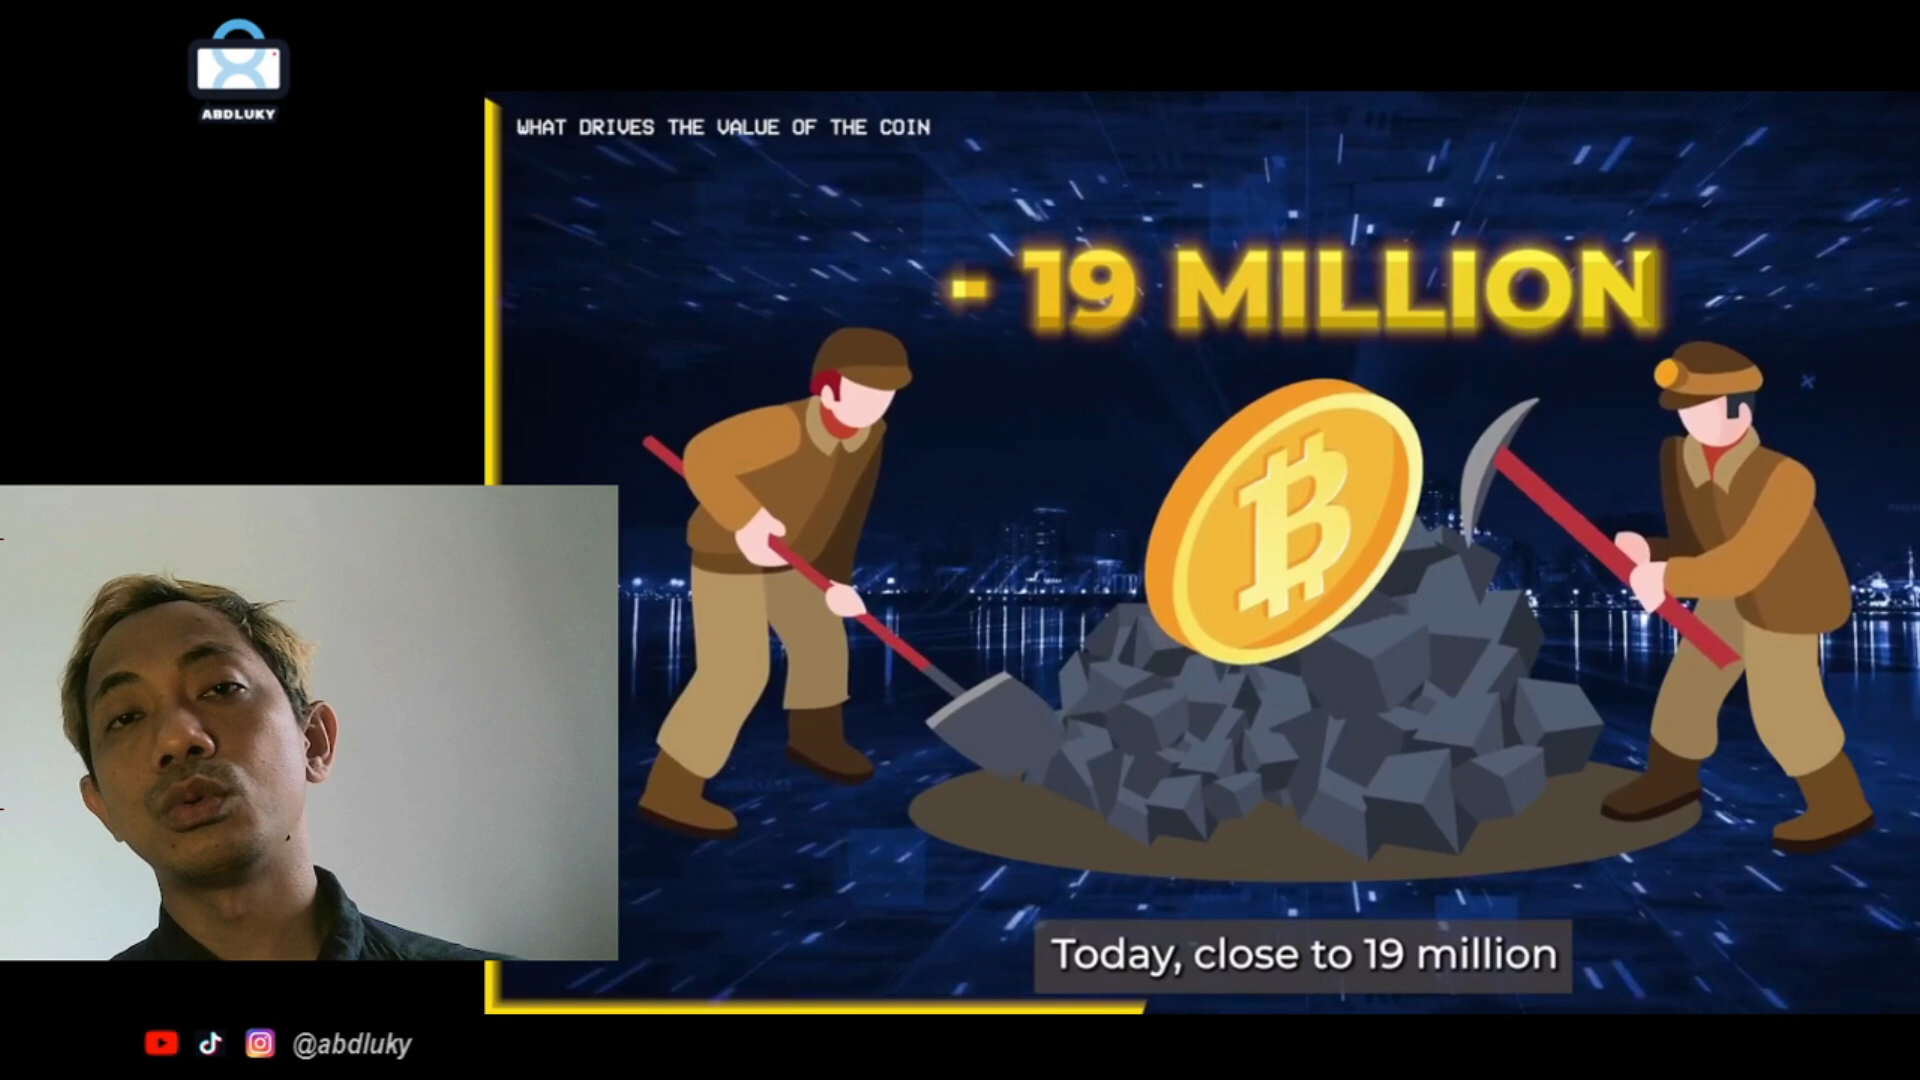 ABDLUKY
WHAT DRIVES THE VALUE OF THE COIN
- 19 MILLION
Today, close to 19 million
@abdluky